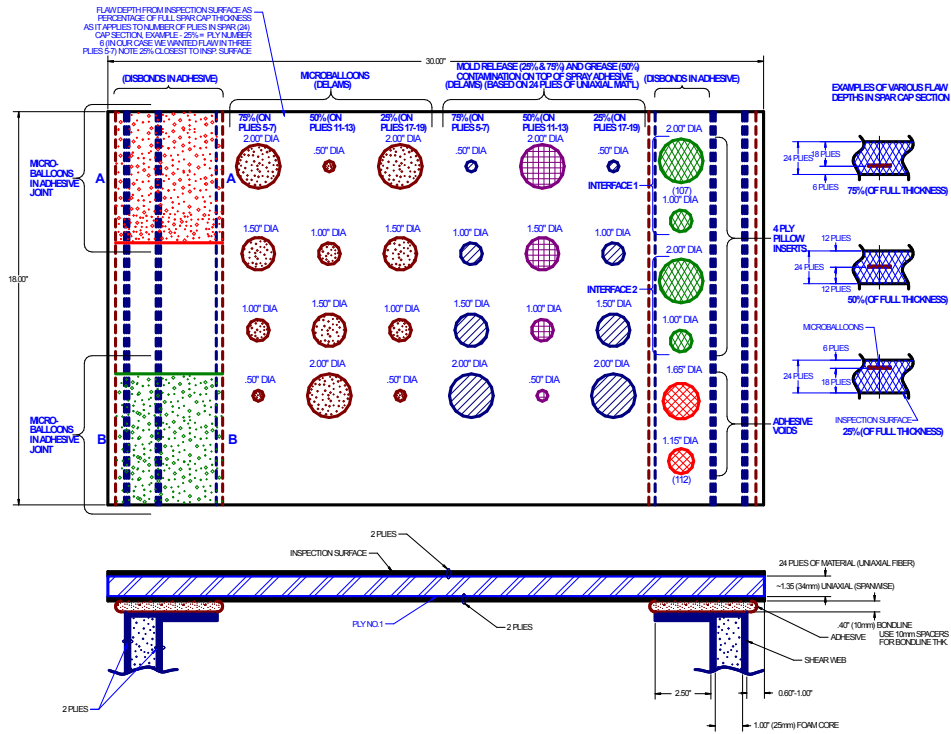 FLAW DEPTH FROM INSPECTION SURFACE AS
PERCENTAGE OF FULL SPAR CAP THICKNESS
AS IT APPLIES TO NUMBER OF PLIES IN SPAR (24)
CAP SECTION, EXAMPLE - 25% = PLY NUMBER
6 (IN OUR CASE WE WANTED FLAW IN THREE
PLIES 5-7) NOTE 25% CLOSEST TO INSP. SURFACE
30.00"
(DISBONDS IN ADHESIVE)
MICROBALLOONS
(DELAMS)
MOLD RELEASE (25% & 75%) AND GREASE (50%)
CONTAMINATION ON TOP OF SPRAY ADHESIVE
(DELAMS) (BASED ON 24 PLIES OF UNIAXIAL MAT'L)
(DISBONDS IN ADHESIVE)
EXAMPLES OF VARIOUS FLAW
DEPTHS IN SPAR CAP SECTION
75% (ON
PLIES 5-7)
50% (ON
PLIES 11-13)
25% (ON
PLIES 17-19)
75% (ON
PLIES 5-7)
50% (ON
PLIES 11-13)
25% (ON
PLIES 17-19)
2.00" DIA
.50" DIA
2.00" DIA
.50" DIA
2.00" DIA
.50" DIA
2.00" DIA
(107)
MICRO-
BALLOONS
IN ADHESIVE
JOINT
A
A
INTERFACE 1
1.00" DIA
1.50" DIA
1.00" DIA
1.50" DIA
1.00" DIA
1.50" DIA
1.00" DIA
2.00" DIA
INTERFACE 2
4 PLY
PILLOW
INSERTS
18.00"
1.00" DIA
1.50" DIA
1.00" DIA
1.50" DIA
1.00" DIA
1.50" DIA
1.00" DIA
.50" DIA
2.00" DIA
.50" DIA
2.00" DIA
.50" DIA
2.00" DIA
1.65" DIA
MICRO-
BALLOONS
IN ADHESIVE
JOINT
B
B
1.15" DIA
(112)
ADHESIVE
VOIDS
24 PLIES
18 PLIES
6 PLIES
75% (OF FULL THICKNESS)
12 PLIES
24 PLIES
12 PLIES
50% (OF FULL THICKNESS)
MICROBALLOONS
6 PLIES
24 PLIES
18 PLIES
INSPECTION SURFACE
25% (OF FULL THICKNESS)
2 PLIES
INSPECTION SURFACE
24 PLIES OF MATERIAL (UNIAXIAL FIBER)
~1.35 (34mm) UNIAXIAL (SPANWISE)
PLY NO.1
2 PLIES
.40" (10mm) BONDLINE
USE 10mm SPACERS
FOR BONDLINE THK.
ADHESIVE
SHEAR WEB
2 PLIES
2.50"
0.60"-1.00"
1.00" (25mm) FOAM CORE